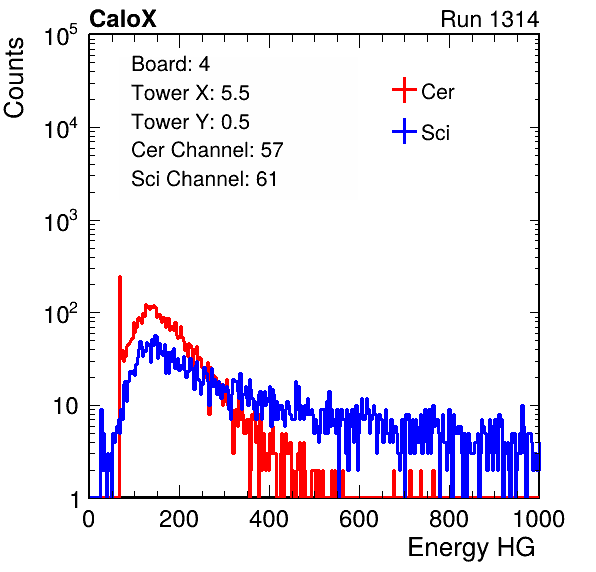 CaloX Run 1314
Counts
Board: 4
Tower X: 5.5
Tower Y: 0.5
Cer Channel: 57
Sci Channel: 61
Cer
Sci
10^5
10^4
10^3
10^2
10
1
0 200 400 600 800 1000
Energy HG